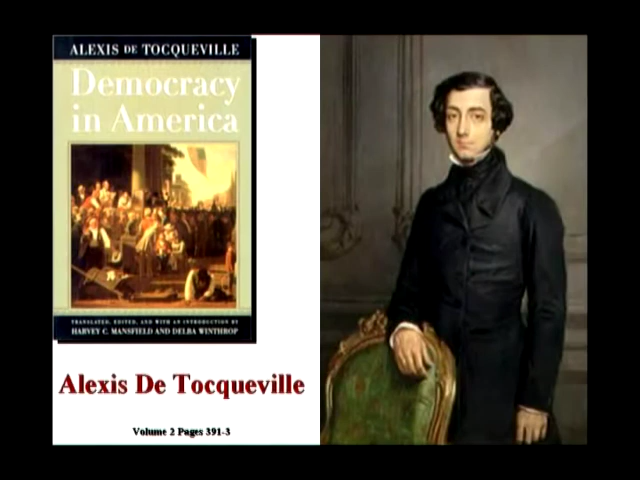 ALEXIS DE TOCQUEVILLE
Democracy
in America
TRANSLATED, EDITED, AND WITH AN INTRODUCTION BY
HARVEY C. MANSFIELD AND DELBA WINTHROP
Alexis De Tocqueville
Volume 2 Pages 391-3